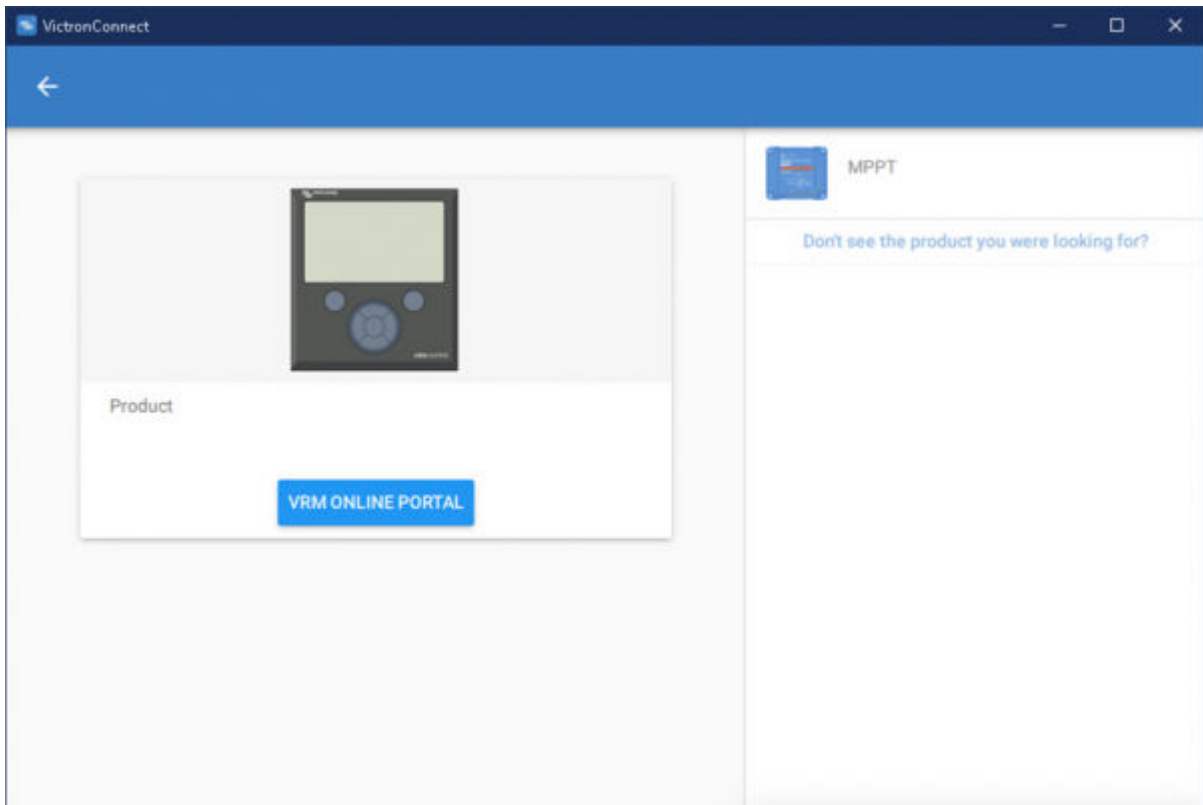 VictronConnect
MPPT
Don't see the product you were looking for?
Product
VRM ONLINE PORTAL